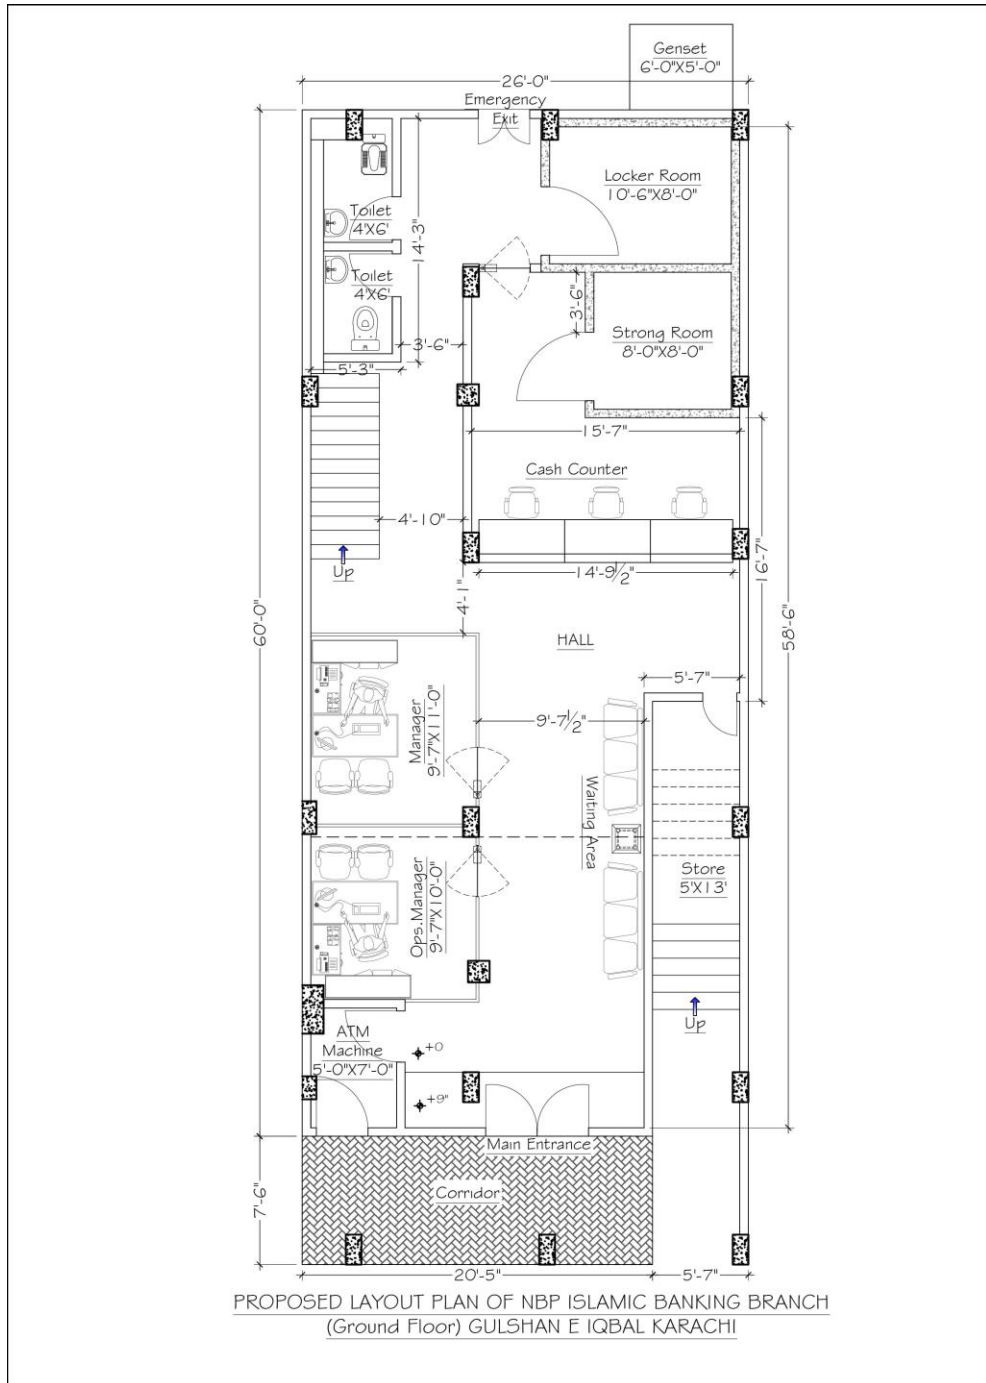 Genset
6'-0"X5'-0"
26'-0"
Emergency
Exit
Locker Room
10'-6"X8'-0"
Toilet
4'X6'
14'-3"
Toilet
4'X6'
3'-6"
Strong Room
8'-0"X8'-0"
3'-6"
5'-3"
15'-7"
Cash Counter
4'-10"
Up
14'-9½"
16'-7"
4'-1"
60'-0"
58'-6"
HALL
5'-7"
Manager
9'-7"X11'-0"
9'-7½"
Waiting Area
Ops.Manager
9'-7"X10'-0"
Store
5'X13'
Up
ATM
Machine
5'-0"X7'-0"
+0
+9"
Main Entrance
7'-6"
Corridor
20'-5"
5'-7"
PROPOSED LAYOUT PLAN OF NBP ISLAMIC BANKING BRANCH
(Ground Floor) GULSHAN E IQBAL KARACHI